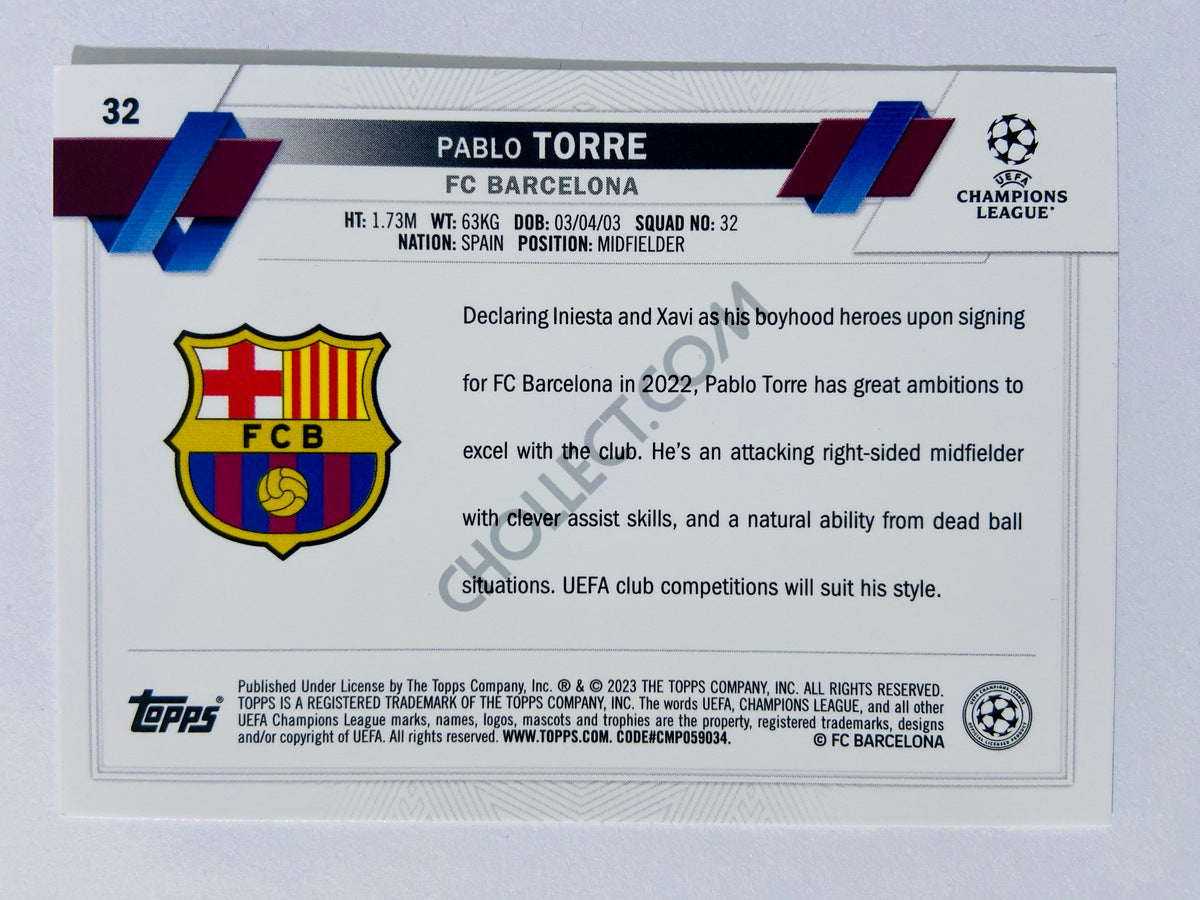 32
PABLO TORRE
FC BARCELONA
HT: 1.73M WT: 63KG DOB: 03/04/03 SQUAD NO: 32
NATION: SPAIN POSITION: MIDFIELDER
UEFA
CHAMPIONS
LEAGUE®
FCB
Declaring Iniesta and Xavi as his boyhood heroes upon signing
for FC Barcelona in 2022, Pablo Torre has great ambitions to
excel with the club. He's an attacking right-sided midfielder
with clever assist skills, and a natural ability from dead ball
situations. UEFA club competitions will suit his style.
CHOLLECT.COM
Topps®
Published Under License by The Topps Company, Inc. ® & © 2023 THE TOPPS COMPANY, INC. ALL RIGHTS RESERVED.
TOPPS IS A REGISTERED TRADEMARK OF THE TOPPS COMPANY, INC. The words UEFA, CHAMPIONS LEAGUE, and all other
UEFA Champions League marks, names, logos, mascots and trophies are the property, registered trademarks, designs
and/or copyright of UEFA. All rights reserved. WWW.TOPPS.COM. CODE#CMP059034. © FC BARCELONA
UEFA CHAMPIONS LEAGUE
OFFICIAL LICENSED PRODUCT